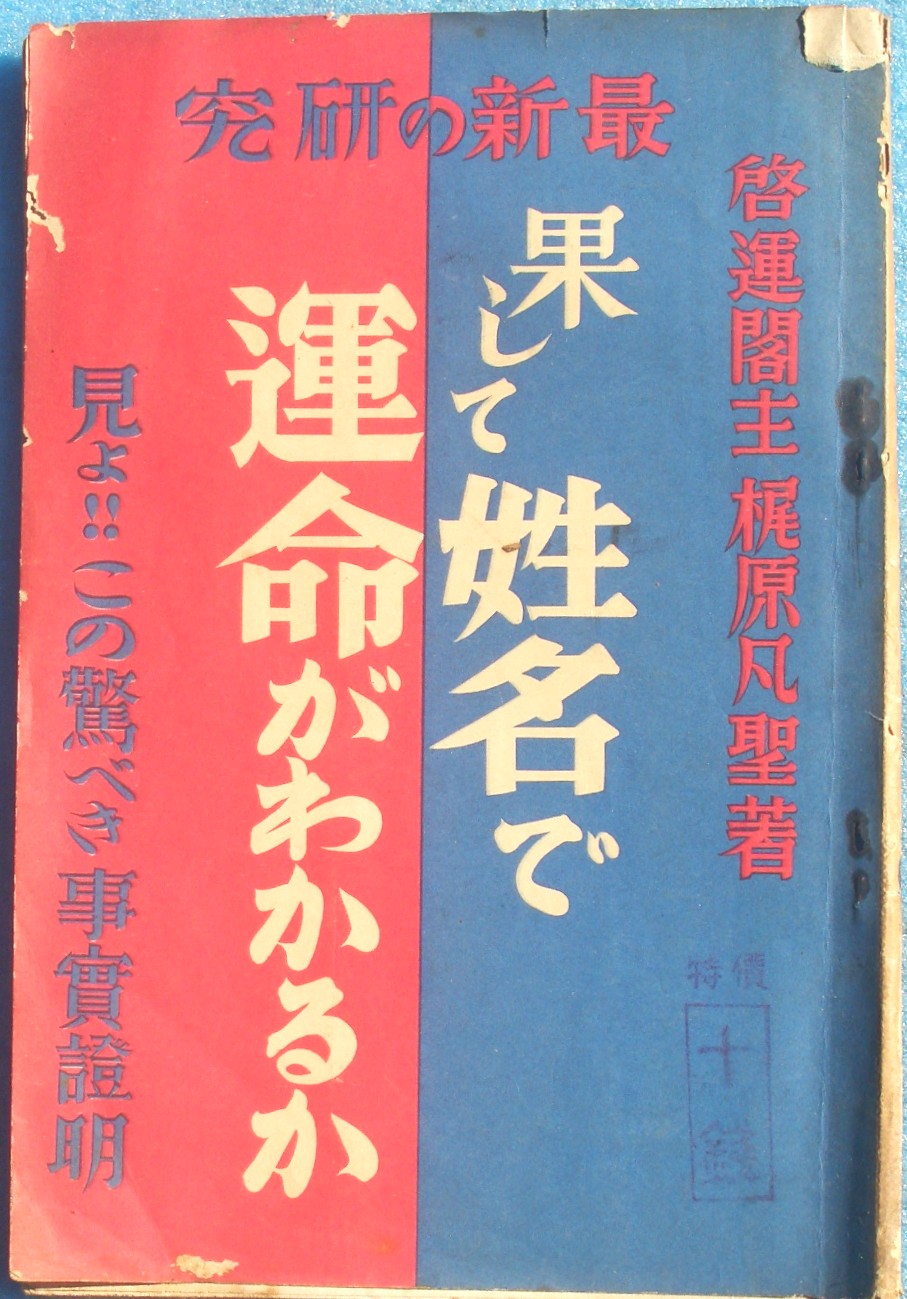 最新の研究
啓運閣主 梶原凡聖著
果して姓名で
運命がわかるか
見よ!!この驚べき事實證明
特價
十錢